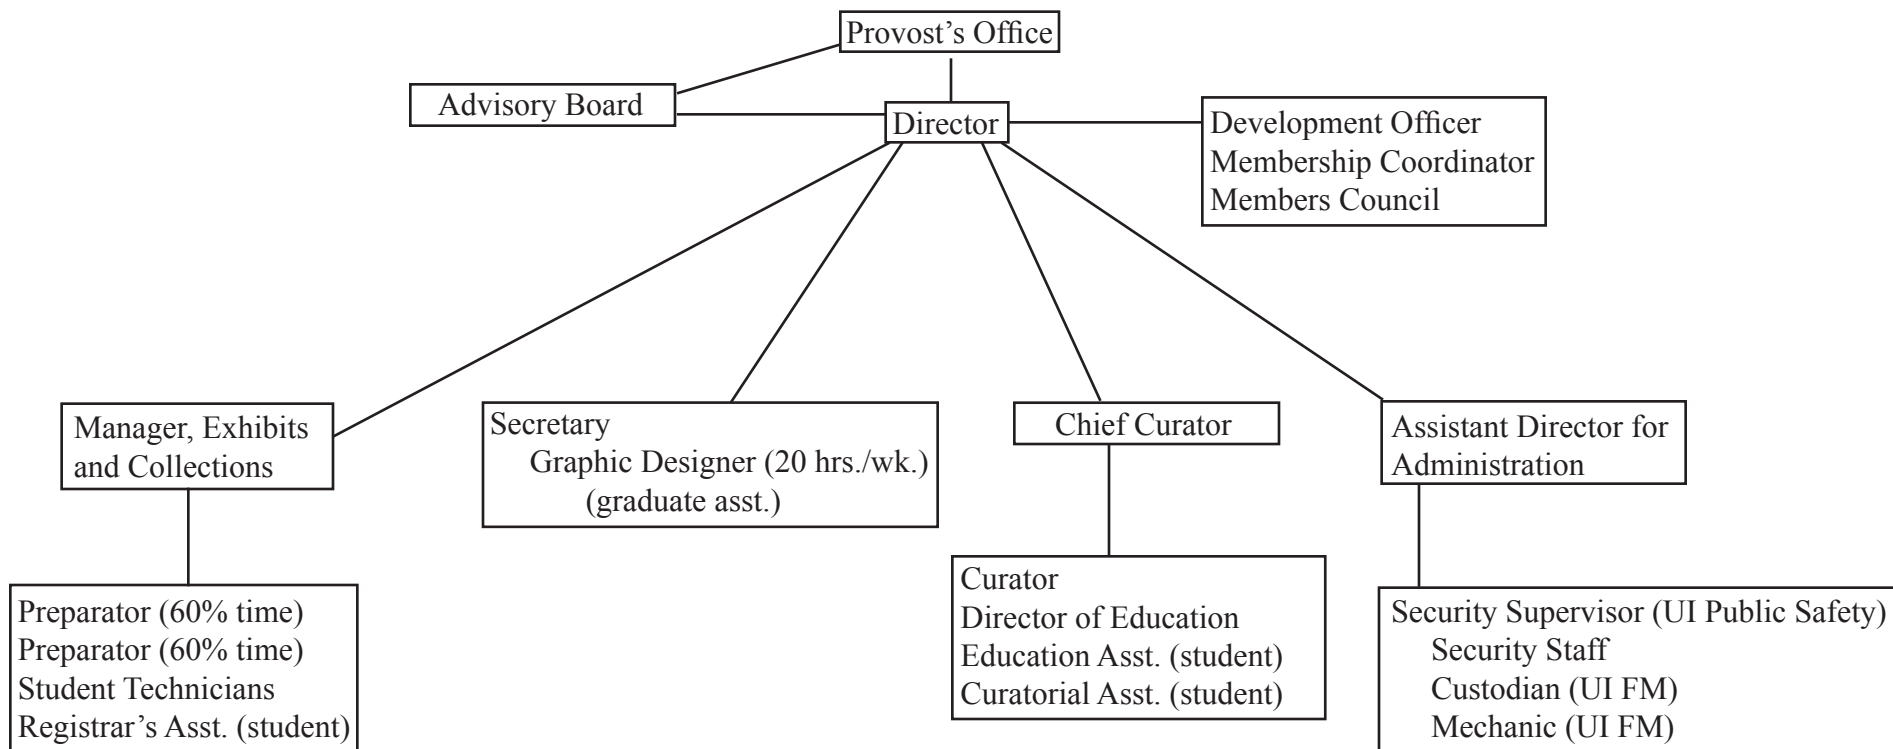 Provost’s Office
Advisory Board
Director
Development Officer
Membership Coordinator
Members Council
Manager, Exhibits
and Collections
Secretary
Graphic Designer (20 hrs./wk.)
(graduate asst.)
Chief Curator
Assistant Director for
Administration
Preparator (60% time)
Preparator (60% time)
Student Technicians
Registrar’s Asst. (student)
Curator
Director of Education
Education Asst. (student)
Curatorial Asst. (student)
Security Supervisor (UI Public Safety)
Security Staff
Custodian (UI FM)
Mechanic (UI FM)